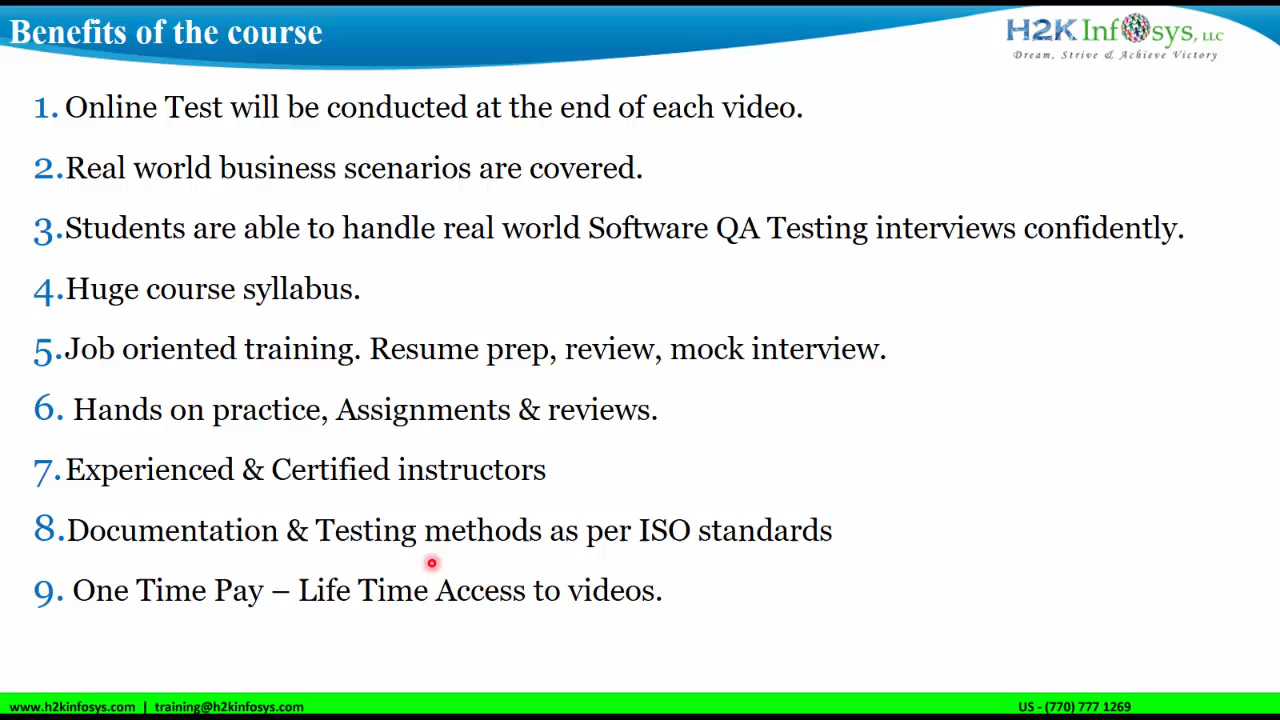 Benefits of the course
H2K Infosys, LLC
Dream, Strive & Achieve Victory
1. Online Test will be conducted at the end of each video.
2.Real world business scenarios are covered.
3.Students are able to handle real world Software QA Testing interviews confidently.
4.Huge course syllabus.
5.Job oriented training. Resume prep, review, mock interview.
6. Hands on practice, Assignments & reviews.
7.Experienced & Certified instructors
8.Documentation & Testing methods as per ISO standards
9. One Time Pay – Life Time Access to videos.
www.h2kinfosys.com | training@h2kinfosys.com US - (770) 777 1269